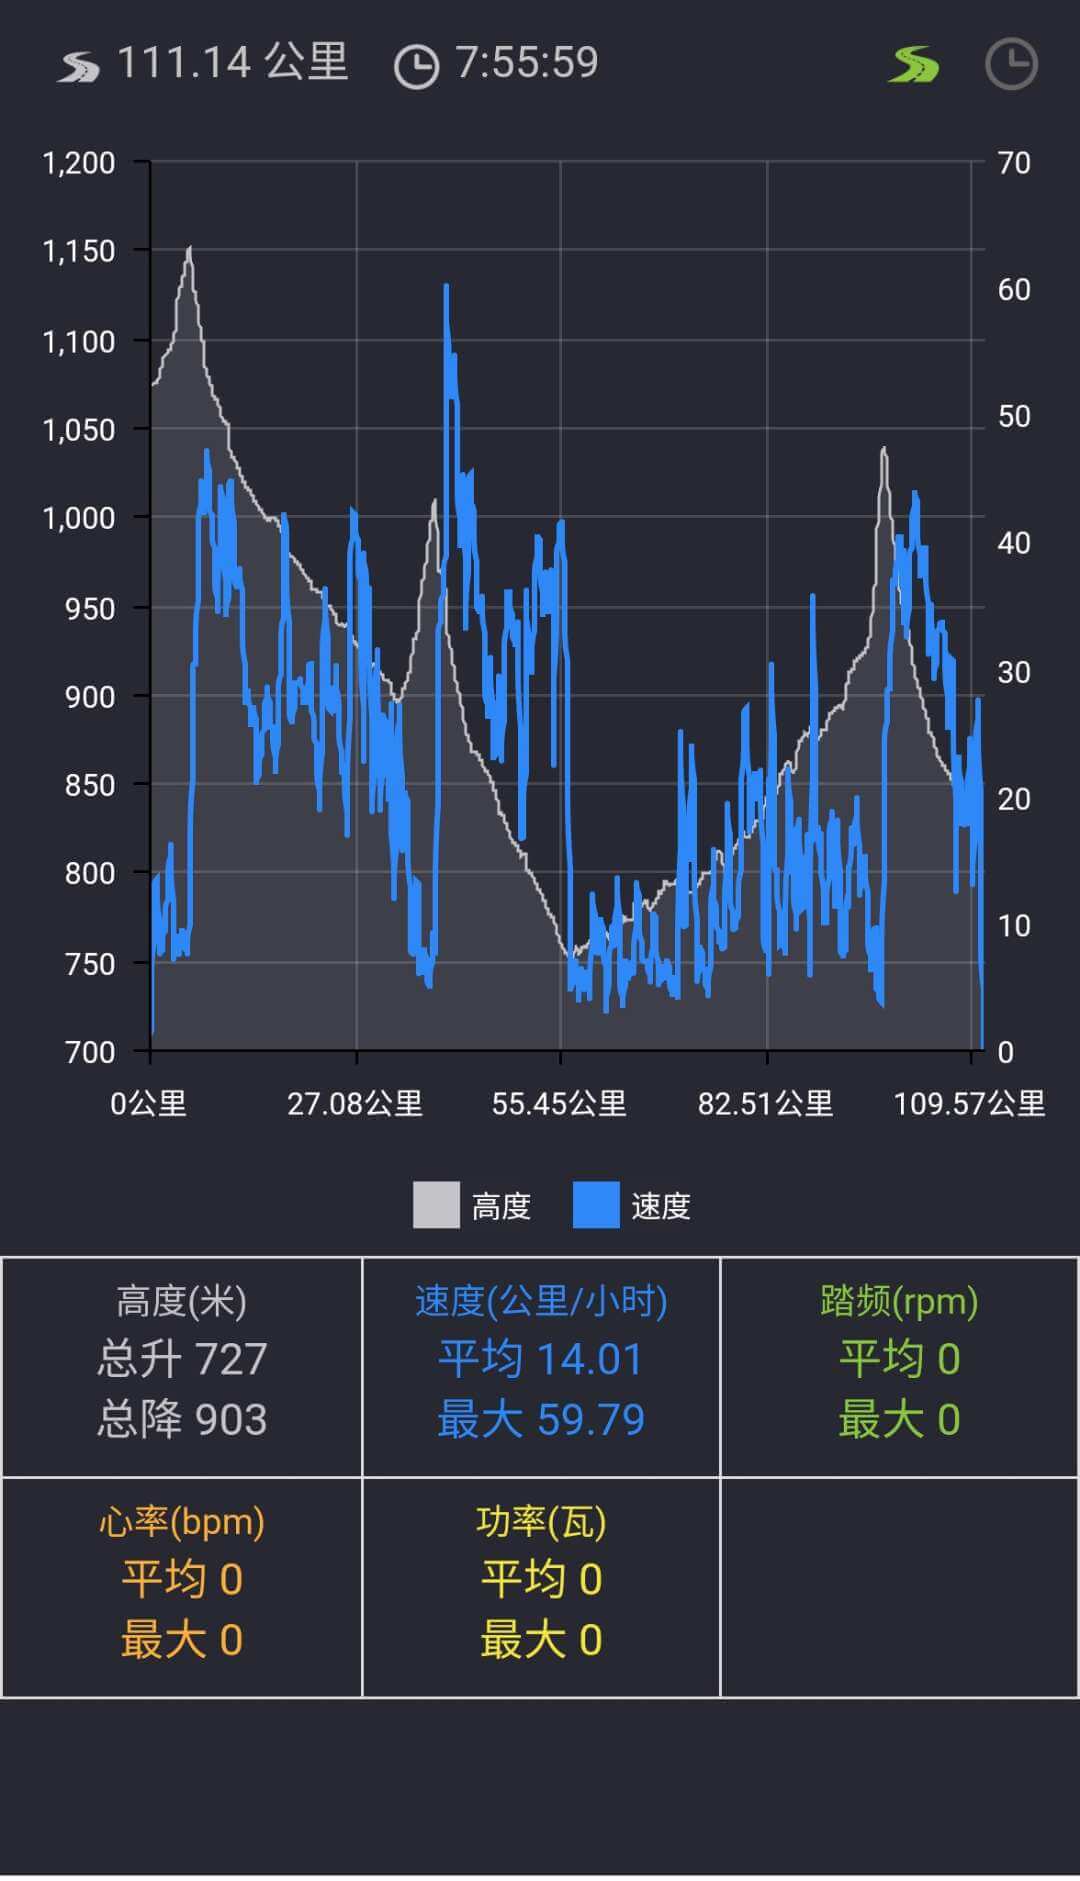 111.14 公里 7:55:59
1,200 70
1,150
60
1,100
1,050 50
1,000
40
950
900 30
850
20
800
10
750
700 0
0公里 27.08公里 55.45公里 82.51公里 109.57公里
高度 速度
高度(米) 速度(公里/小时) 踏频(rpm)
总升 727 平均 14.01 平均 0
总降 903 最大 59.79 最大 0
心率(bpm) 功率(瓦)
平均 0 平均 0
最大 0 最大 0